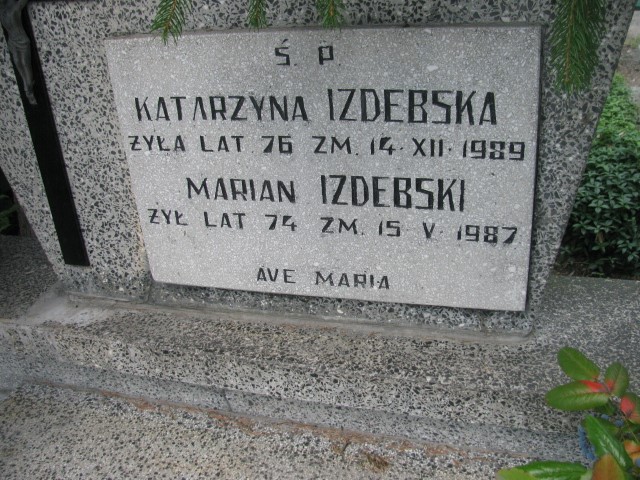 Ś. P.
KATARZYNA IZDEBSKA
ŻYŁA LAT 76 ZM. 14·XII·1989
MARIAN IZDEBSKI
ŻYŁ LAT 74 ZM. 15 V·1987
AVE MARIA